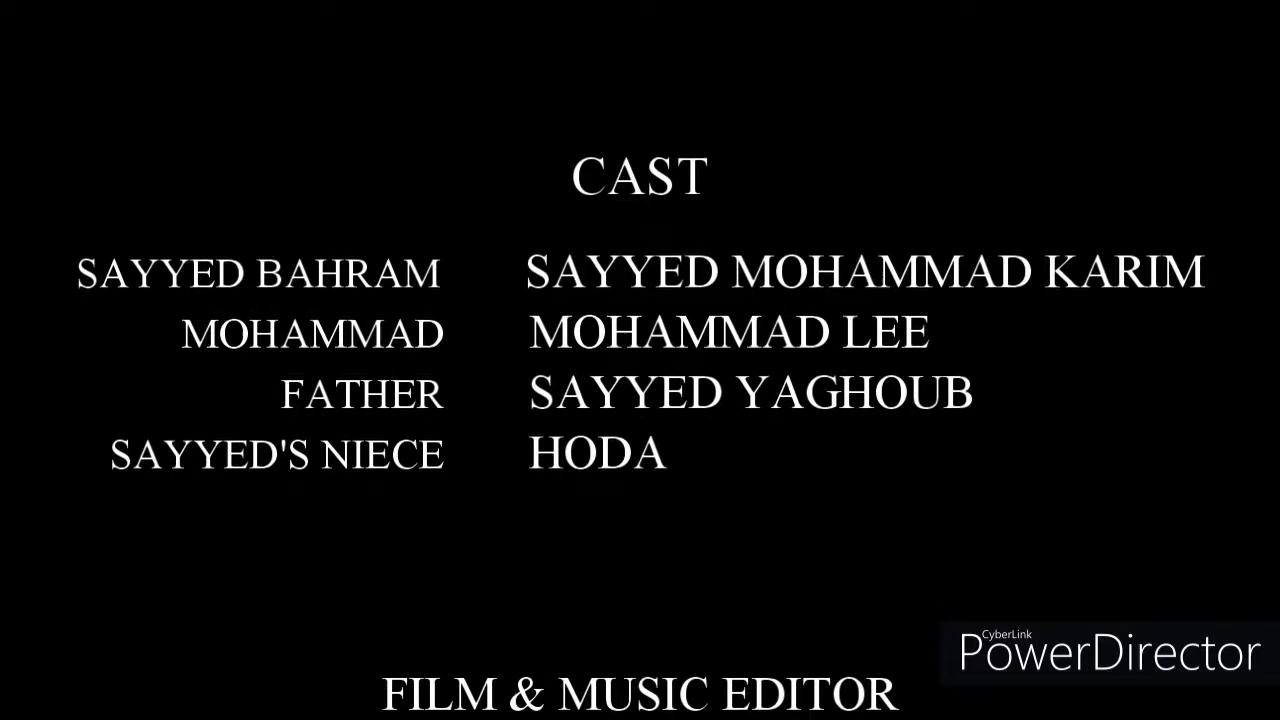 CAST
SAYYED BAHRAM SAYYED MOHAMMAD KARIM
MOHAMMAD MOHAMMAD LEE
FATHER SAYYED YAGHOUB
SAYYED'S NIECE HODA
CyberLink
PowerDirector
FILM & MUSIC EDITOR